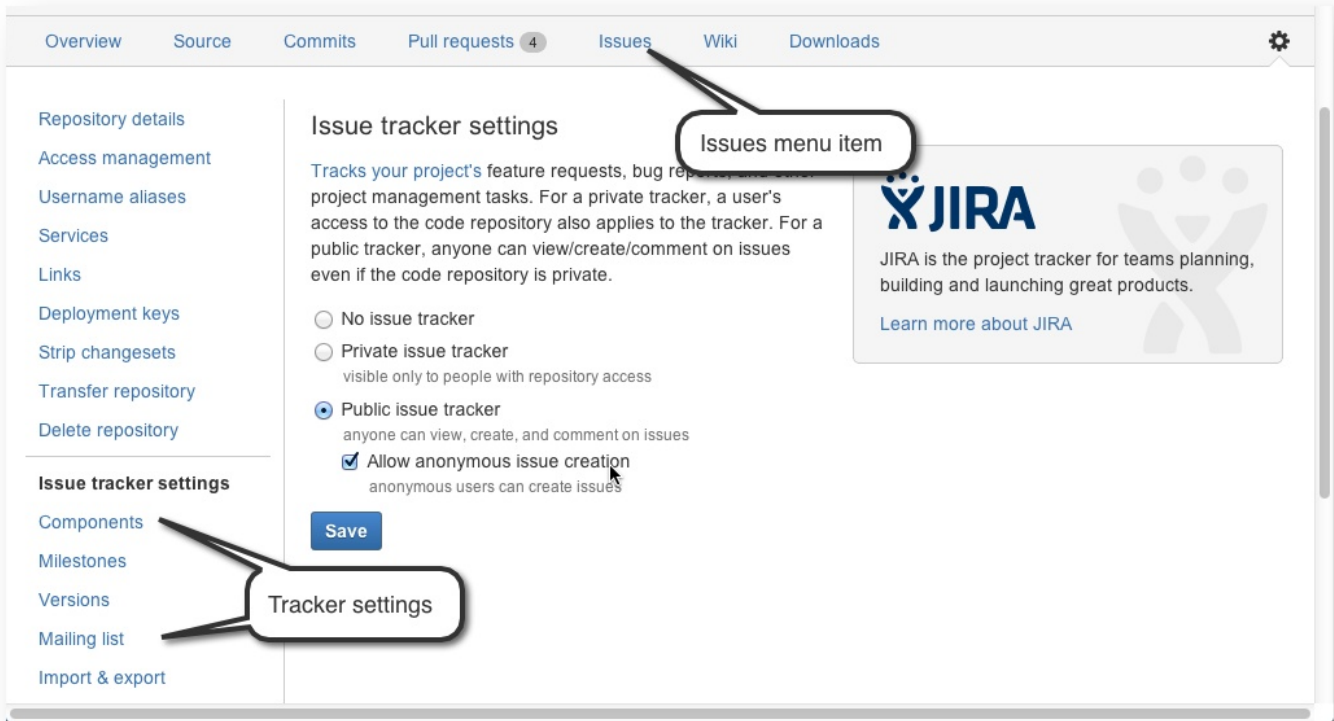 Overview Source Commits Pull requests 4 Issues Wiki Downloads
Repository details
Access management
Username aliases
Services
Links
Deployment keys
Strip changesets
Transfer repository
Delete repository
Issue tracker settings
Components
Milestones
Versions
Mailing list
Import & export
Issue tracker settings
Tracks your project's feature requests, bug reports, and other
project management tasks. For a private tracker, a user's
access to the code repository also applies to the tracker. For a
public tracker, anyone can view/create/comment on issues
even if the code repository is private.
No issue tracker
Private issue tracker
visible only to people with repository access
Public issue tracker
anyone can view, create, and comment on issues
Allow anonymous issue creation
anonymous users can create issues
Save
Issues menu item
Tracker settings
JIRA
JIRA is the project tracker for teams planning,
building and launching great products.
Learn more about JIRA